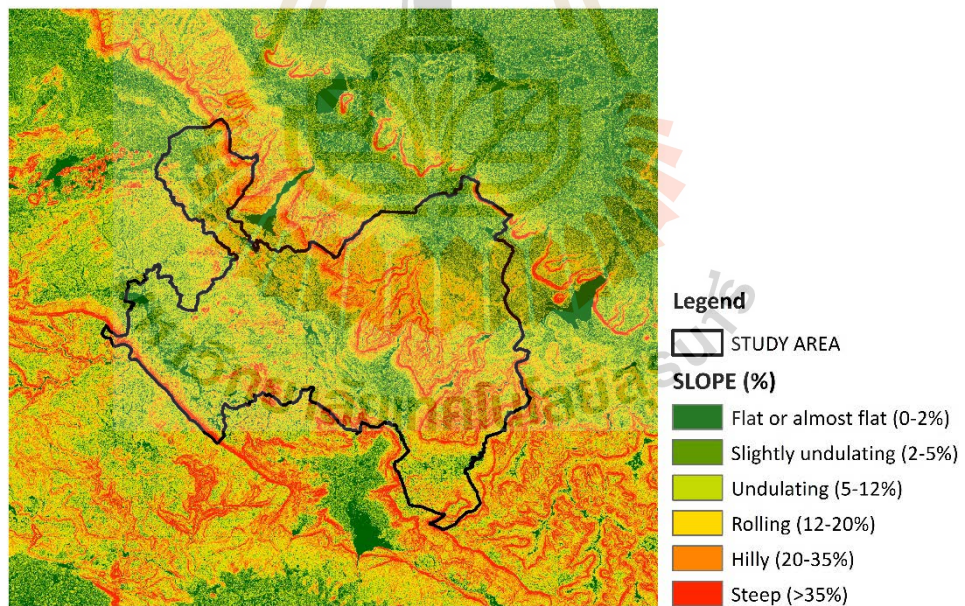 Legend
STUDY AREA
SLOPE (%)
Flat or almost flat (0-2%)
Slightly undulating (2-5%)
Undulating (5-12%)
Rolling (12-20%)
Hilly (20-35%)
Steep (>35%)